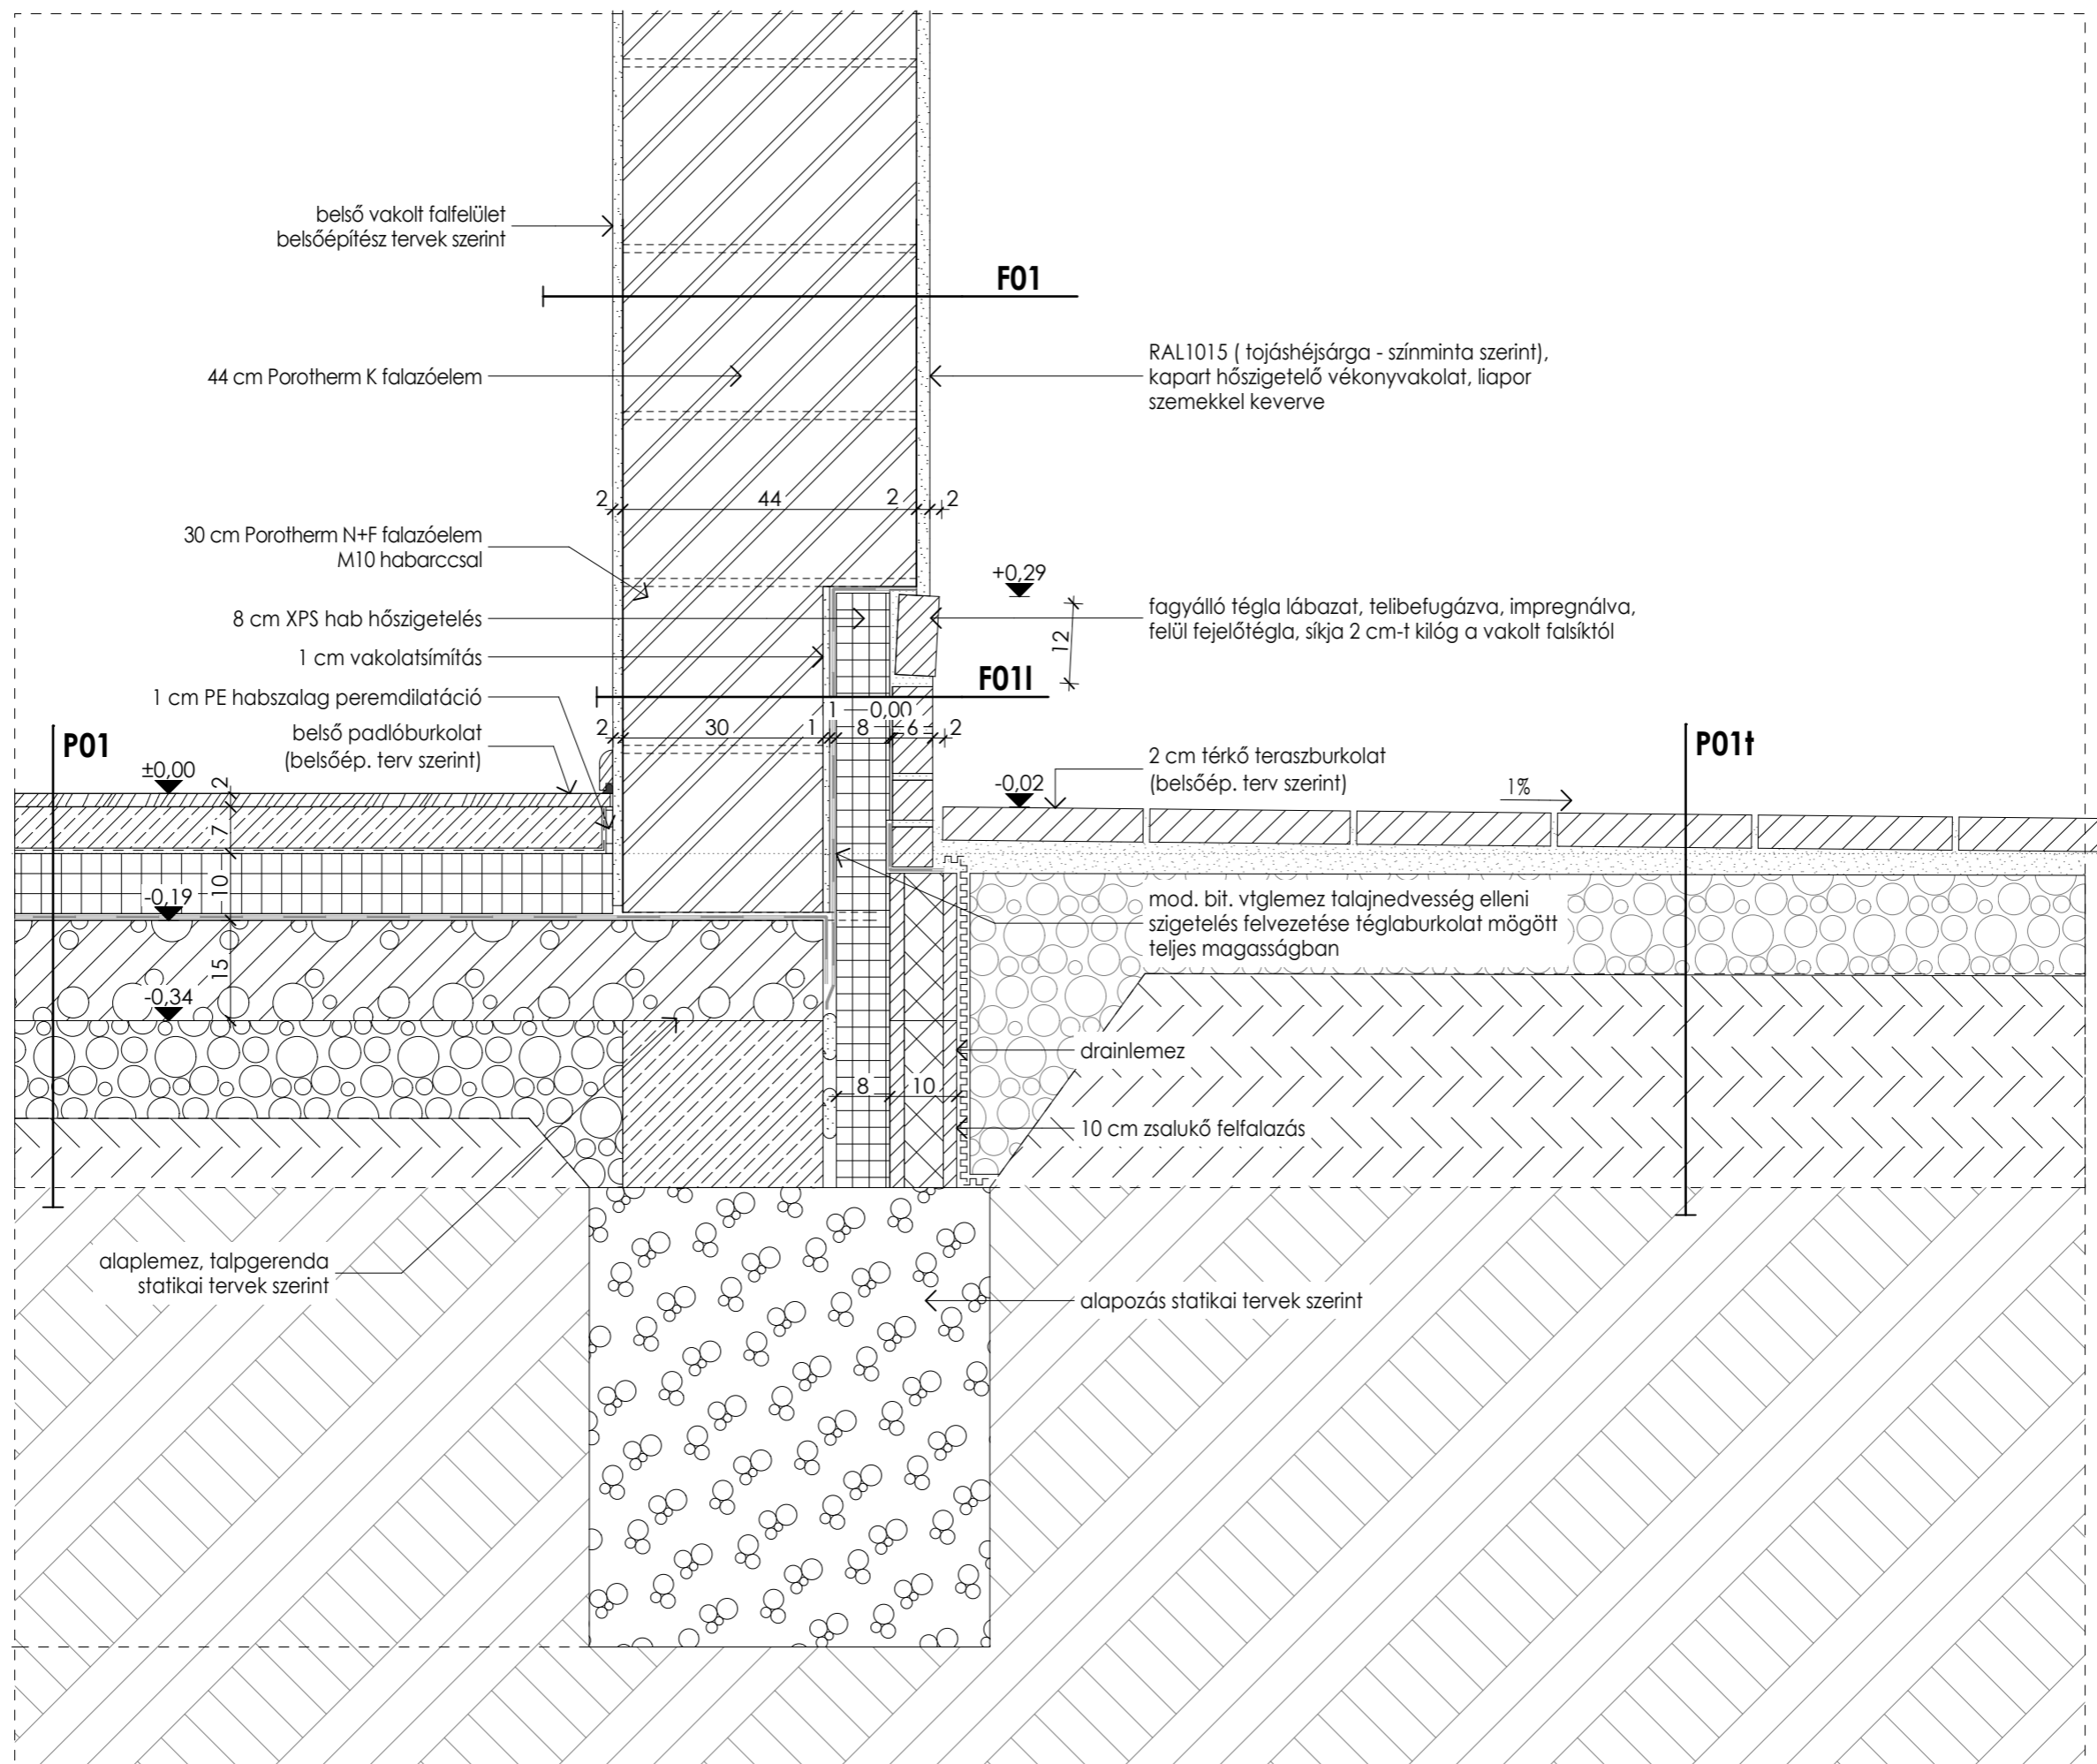 belső vakolt falfelület
belsőépítész tervek szerint
F01
44 cm Porotherm K falazóelem
RAL1015 ( tojáshéjsárga - színminta szerint),
kapart hőszigetelő vékonyvakolat, liapor
szemekkel keverve
2 44 2 2
30 cm Porotherm N+F falazóelem
M10 habarccsal
+0,29
8 cm XPS hab hőszigetelés
fagyálló tégla lábazat, telibefugázva, impregnálva,
felül fejelőtégla, síkja 2 cm-t kilóg a vakolt falsíktól
12
1 cm vakolatsímítás
F01l
1 cm PE habszalag peremdilatáció
1 0,00
2 30 1 8 6 2
belső padlóburkolat
(belsőép. terv szerint)
P01
P01t
±0,00
2
2 cm térkő teraszburkolat
(belsőép. terv szerint)
-0,02
1%
7
10
-0,19
mod. bit. vtglemez talajnedvesség elleni
szigetelés felvezetése téglaburkolat mögött
teljes magasságban
15
-0,34
drainlemez
8 10
10 cm zsalukő felfalazás
alaplemez, talpgerenda
statikai tervek szerint
alapozás statikai tervek szerint